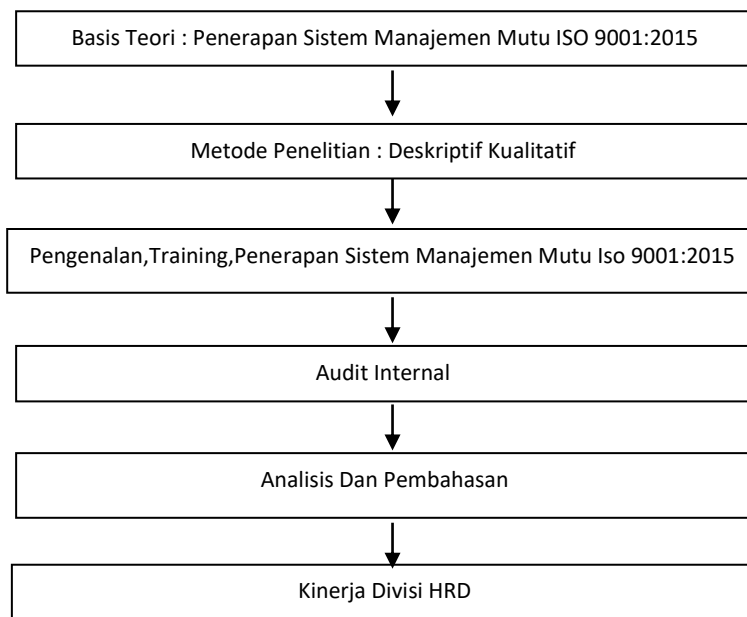 Basis Teori : Penerapan Sistem Manajemen Mutu ISO 9001:2015
Metode Penelitian : Deskriptif Kualitatif
Pengenalan,Training,Penerapan Sistem Manajemen Mutu Iso 9001:2015
Audit Internal
Analisis Dan Pembahasan
Kinerja Divisi HRD